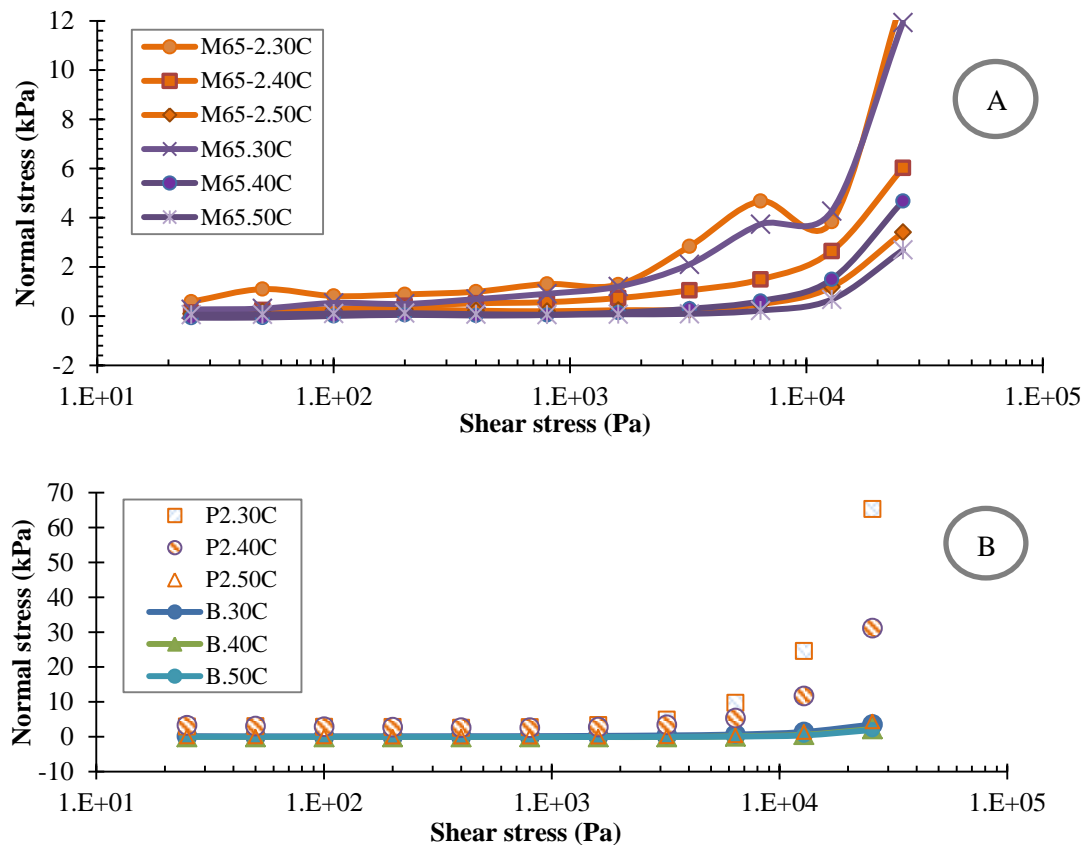 12
10
8
6
4
2
0
-2
Normal stress (kPa)
M65-2.30C
M65-2.40C
M65-2.50C
M65.30C
M65.40C
M65.50C
A
1.E+01 1.E+02 1.E+03 1.E+04 1.E+05
Shear stress (Pa)
70
60
50
40
30
20
10
0
-10
Normal stress (kPa)
P2.30C
P2.40C
P2.50C
B.30C
B.40C
B.50C
B
1.E+01 1.E+02 1.E+03 1.E+04 1.E+05
Shear stress (Pa)